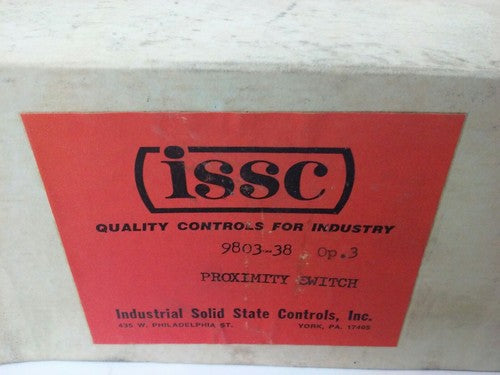 issc
QUALITY CONTROLS FOR INDUSTRY
9803-38 Op.3
PROXIMITY SWITCH
Industrial Solid State Controls, Inc.
435 W. PHILADELPHIA ST. YORK, PA. 17405